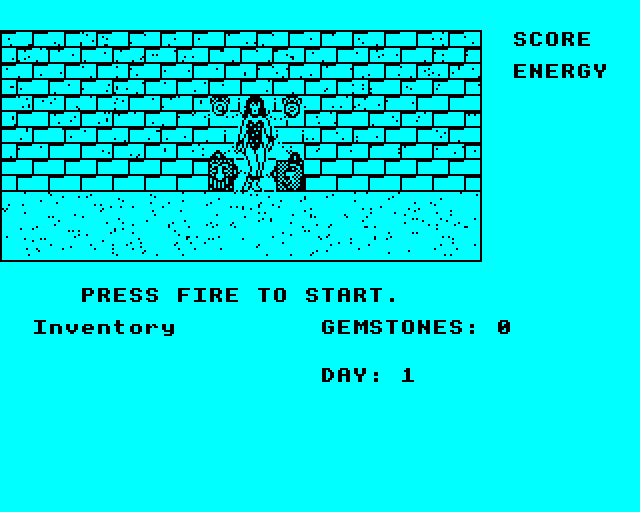 SCORE
ENERGY
PRESS FIRE TO START.
Inventory GEMSTONES: 0
DAY: 1